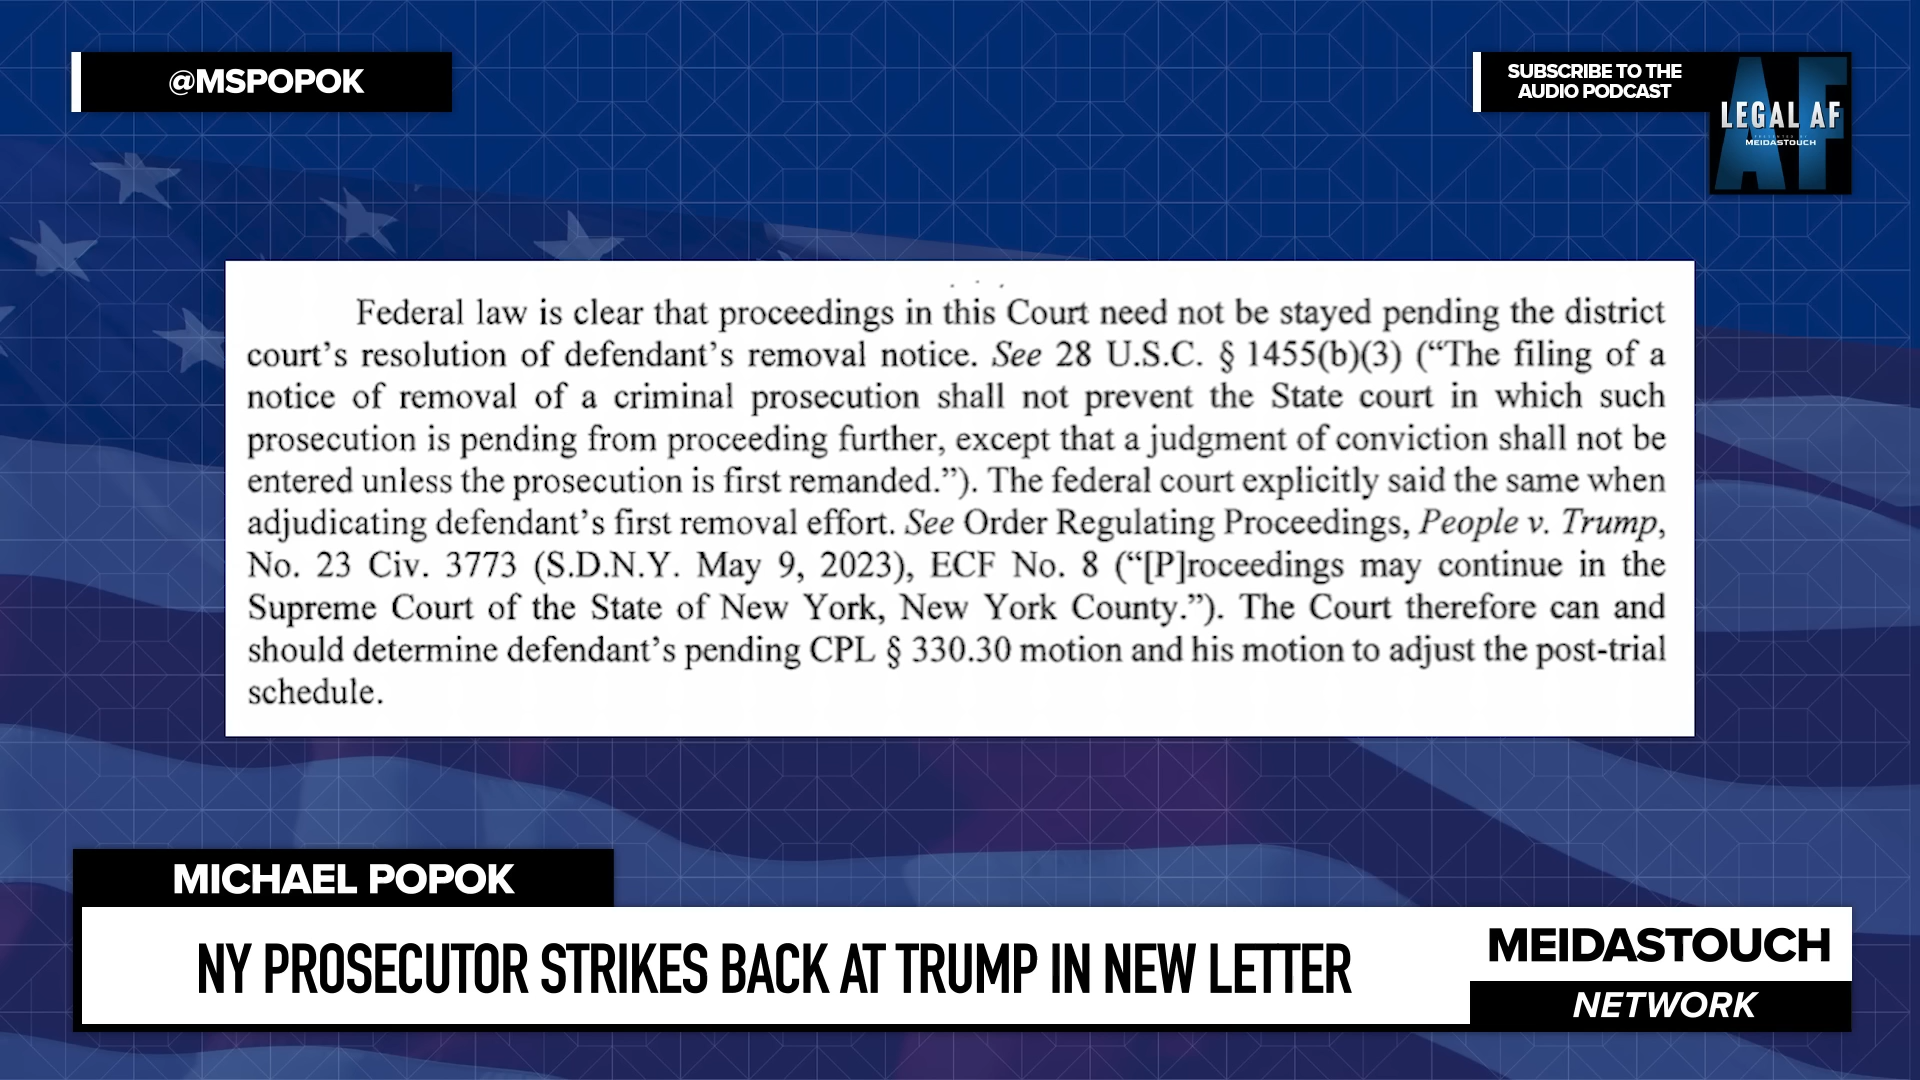 @MSPOPOK
SUBSCRIBE TO THE
AUDIO PODCAST
LEGAL AF
MEIDASTOUCH
Federal law is clear that proceedings in this Court need not be stayed pending the district
court’s resolution of defendant’s removal notice. See 28 U.S.C. § 1455(b)(3) (“The filing of a
notice of removal of a criminal prosecution shall not prevent the State court in which such
prosecution is pending from proceeding further, except that a judgment of conviction shall not be
entered unless the prosecution is first remanded.”). The federal court explicitly said the same when
adjudicating defendant’s first removal effort. See Order Regulating Proceedings, People v. Trump,
No. 23 Civ. 3773 (S.D.N.Y. May 9, 2023), ECF No. 8 (“[P]roceedings may continue in the
Supreme Court of the State of New York, New York County.”). The Court therefore can and
should determine defendant’s pending CPL § 330.30 motion and his motion to adjust the post-trial
schedule.
MICHAEL POPOK
NY PROSECUTOR STRIKES BACK AT TRUMP IN NEW LETTER
MEIDASTOUCH
NETWORK